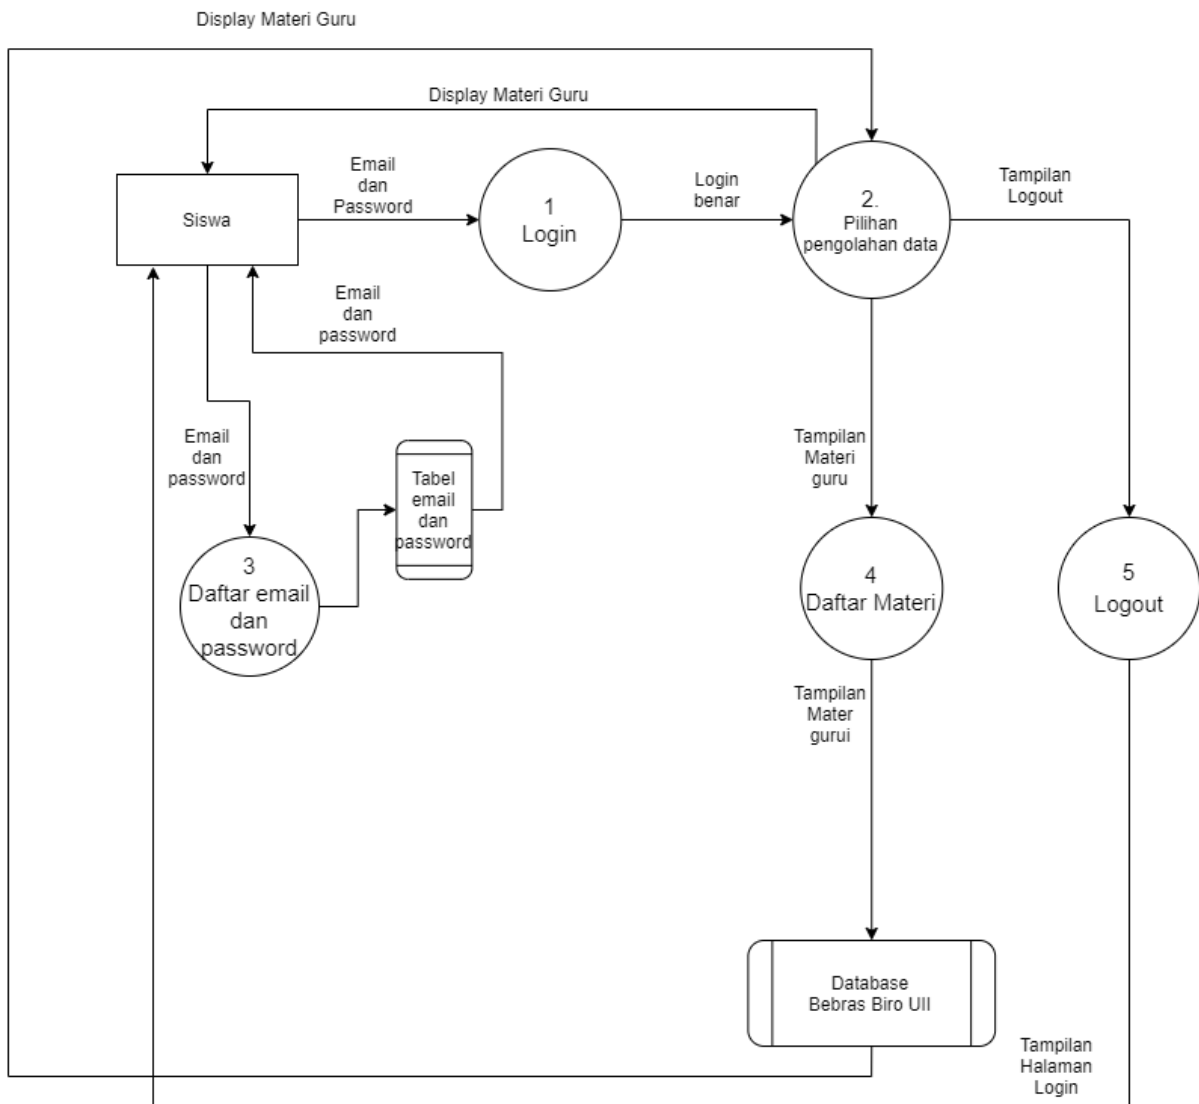 Display Materi Guru
Display Materi Guru
Email
dan
Password
Siswa
1
Login
Login
benar
2.
Pilihan
pengolahan data
Tampilan
Logout
Email
dan
password
Email
dan
password
Tabel
email
dan
password
Tampilan
Materi
guru
3
Daftar email
dan
password
4
Daftar Materi
5
Logout
Tampilan
Mater
gurui
Database
Bebras Biro UII
Tampilan
Halaman
Login